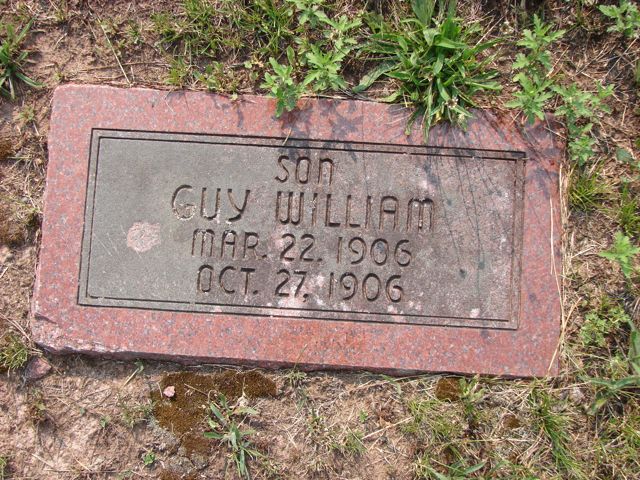 SON
GUY WILLIAM
MAR. 22. 1906
OCT. 27, 1906